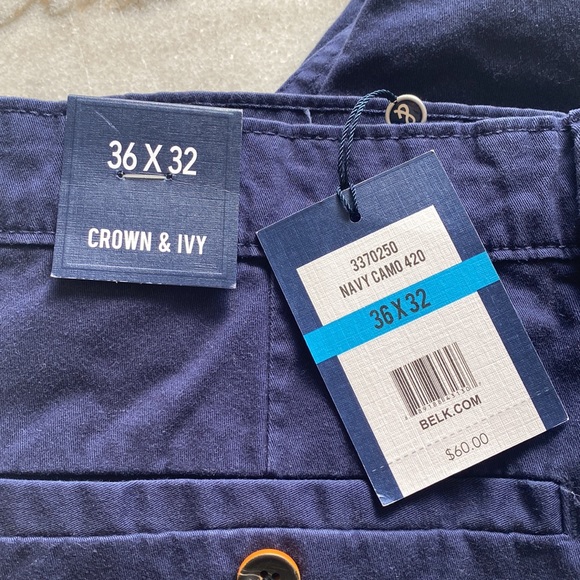 36 X 32
CROWN & IVY
3370250
NAVY CAMO 420
36 X 32
BELK.COM
$60.00